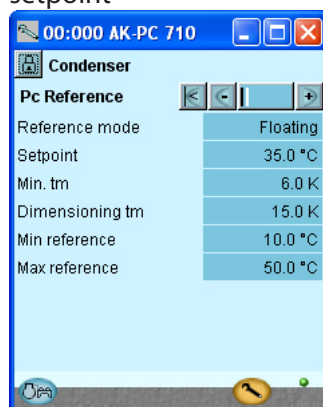 setpoint
00:000 AK-PC 710
Condenser
Pc Reference
Reference mode Floating
Setpoint 35.0 °C
Min. tm 6.0 K
Dimensioning tm 15.0 K
Min reference 10.0 °C
Max reference 50.0 °C